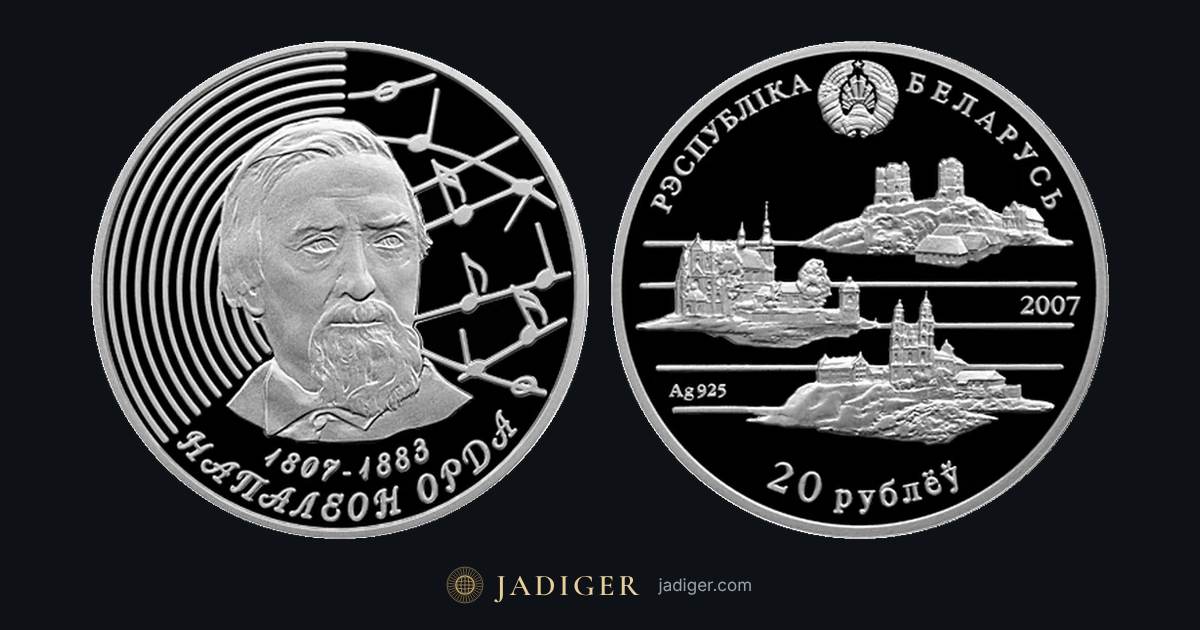 1807-1883
НАПАЛЕОН ОРДА
РЭСПУБЛІКА БЕЛАРУСЬ
2007
Ag 925
20 рублёў
JADIGER jadiger.com